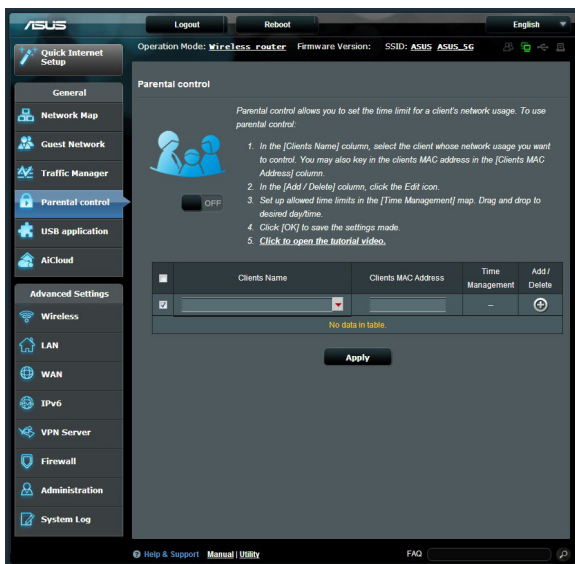 ASUS
Logout
Reboot
English
Quick Internet
Setup
Operation Mode: Wireless router Firmware Version: SSID: ASUS ASUS_5G
General
Network Map
Guest Network
Traffic Manager
Parental control
USB application
AiCloud
Advanced Settings
Wireless
LAN
WAN
IPv6
VPN Server
Firewall
Administration
System Log
Parental control
Parental control allows you to set the time limit for a client's network usage. To use
parental control:
1. In the [Clients Name] column, select the client whose network usage you want
to control. You may also key in the clients MAC address in the [Clients MAC
Address] column.
2. In the [Add / Delete] column, click the Edit icon.
3. Set up allowed time limits in the [Time Management] map. Drag and drop to
desired day/time.
4. Click [OK] to save the settings made.
5. Click to open the tutorial video.
OFF
Clients Name
Clients MAC Address
Time
Management
Add /
Delete
--
No data in table.
Apply
Help & Support Manual | Utility
FAQ